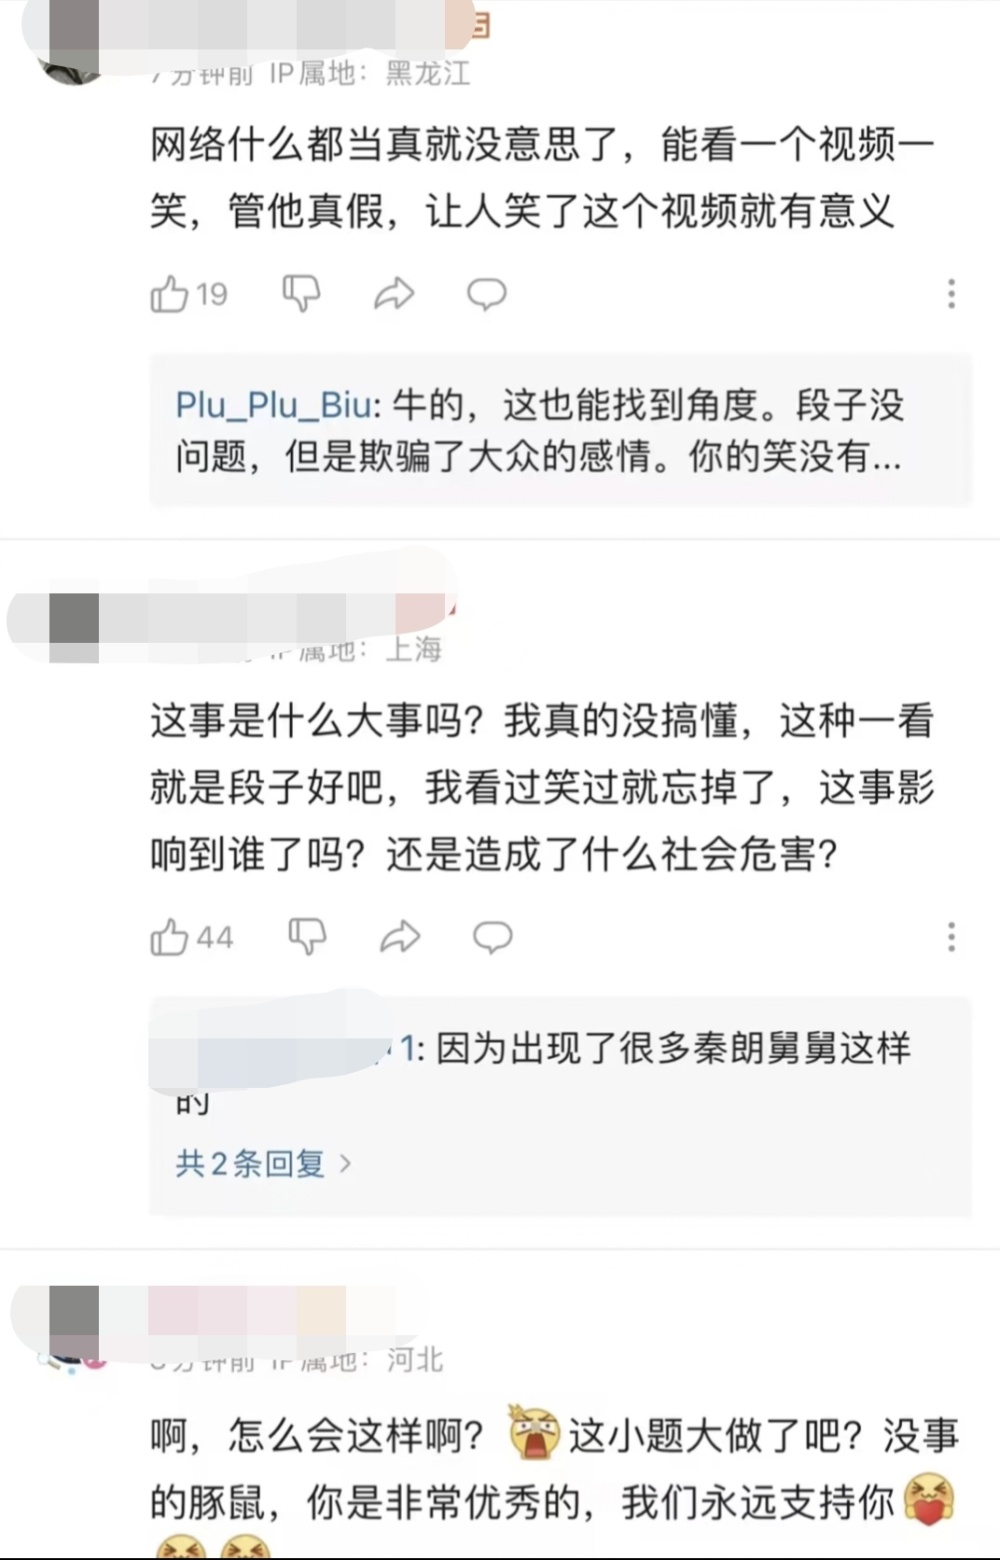 7分钟前 IP属地：黑龙江
网络什么都当真就没意思了，能看一个视频一
笑，管他真假，让人笑了这个视频就有意义
19
Plu_Plu_Biu: 牛的，这也能找到角度。段子没
问题，但是欺骗了大众的感情。你的笑没有...
IP属地：上海
这事是什么大事吗？我真的没搞懂，这种一看
就是段子好吧，我看过笑过就忘掉了，这事影
响到谁了吗？还是造成了什么社会危害？
44
1: 因为出现了很多秦朗舅舅这样
的
共2条回复 >
分钟前 IP属地：河北
啊，怎么会这样啊？这小题大做了吧？没事
的豚鼠，你是非常优秀的，我们永远支持你